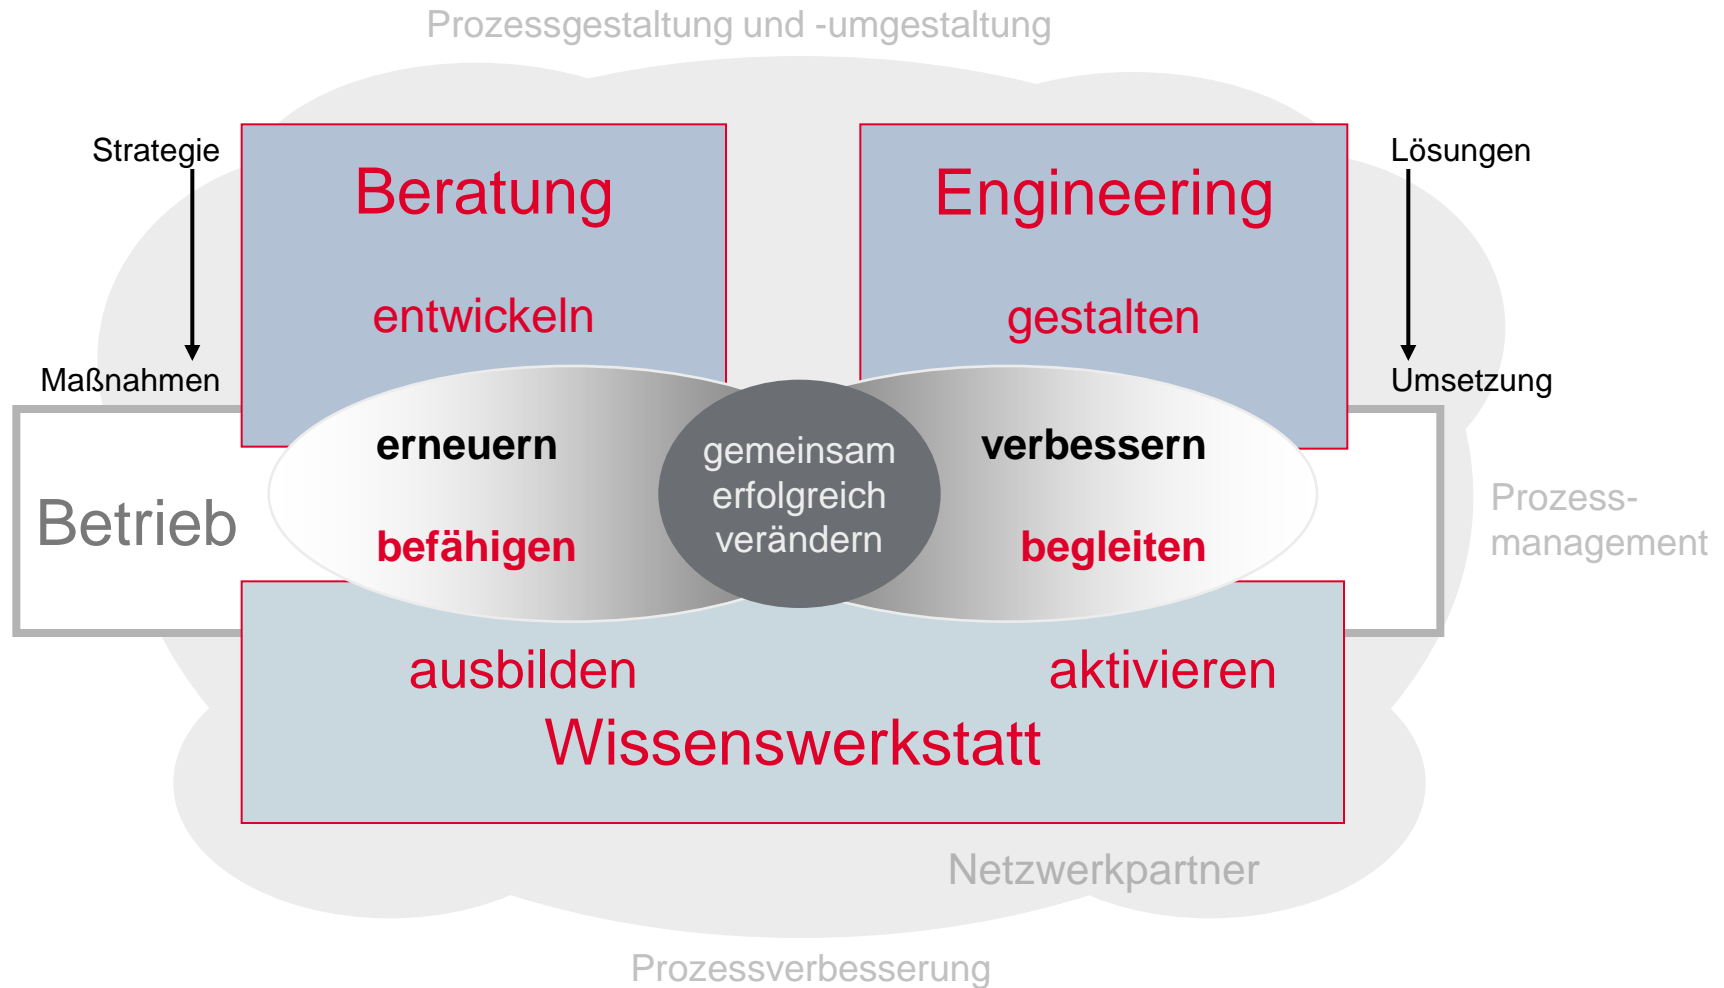 Prozessgestaltung und -umgestaltung
Strategie
Maßnahmen
Beratung
entwickeln
Engineering
gestalten
Lösungen
Umsetzung
Betrieb
erneuern
befähigen
gemeinsam
erfolgreich
verändern
verbessern
begleiten
Prozess-
management
ausbilden
aktivieren
Wissenswerkstatt
Netzwerkpartner
Prozessverbesserung